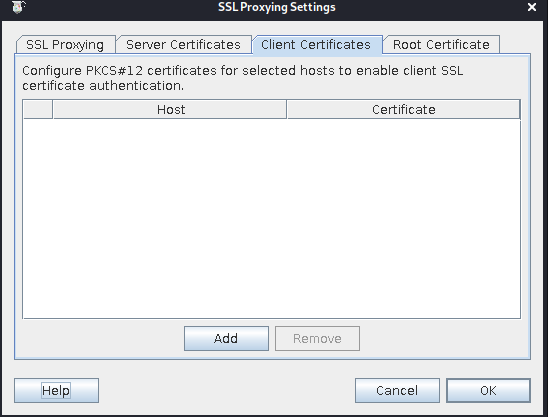 SSL Proxying Settings
SSL Proxying Server Certificates Client Certificates Root Certificate
Configure PKCS#12 certificates for selected hosts to enable client SSL
certificate authentication.
Host Certificate
Add Remove
Help Cancel OK